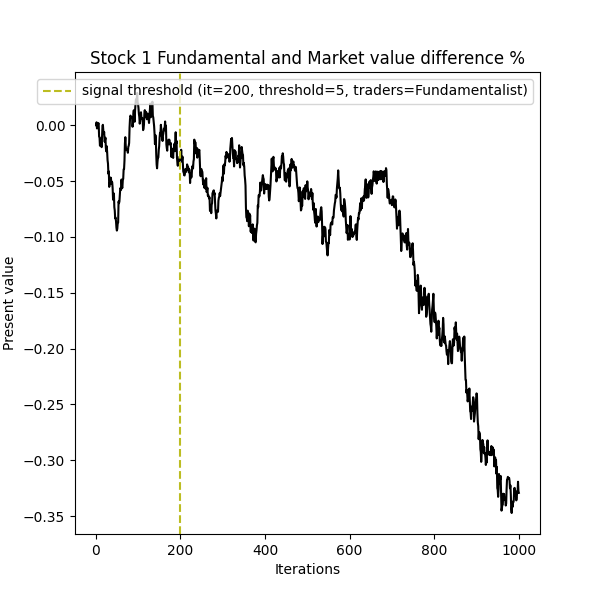 Stock 1 Fundamental and Market value difference %
signal threshold (it=200, threshold=5, traders=Fundamentalist)
0.00
−0.05
−0.10
−0.15
−0.20
−0.25
−0.30
−0.35
Present value
0 200 400 600 800 1000
Iterations